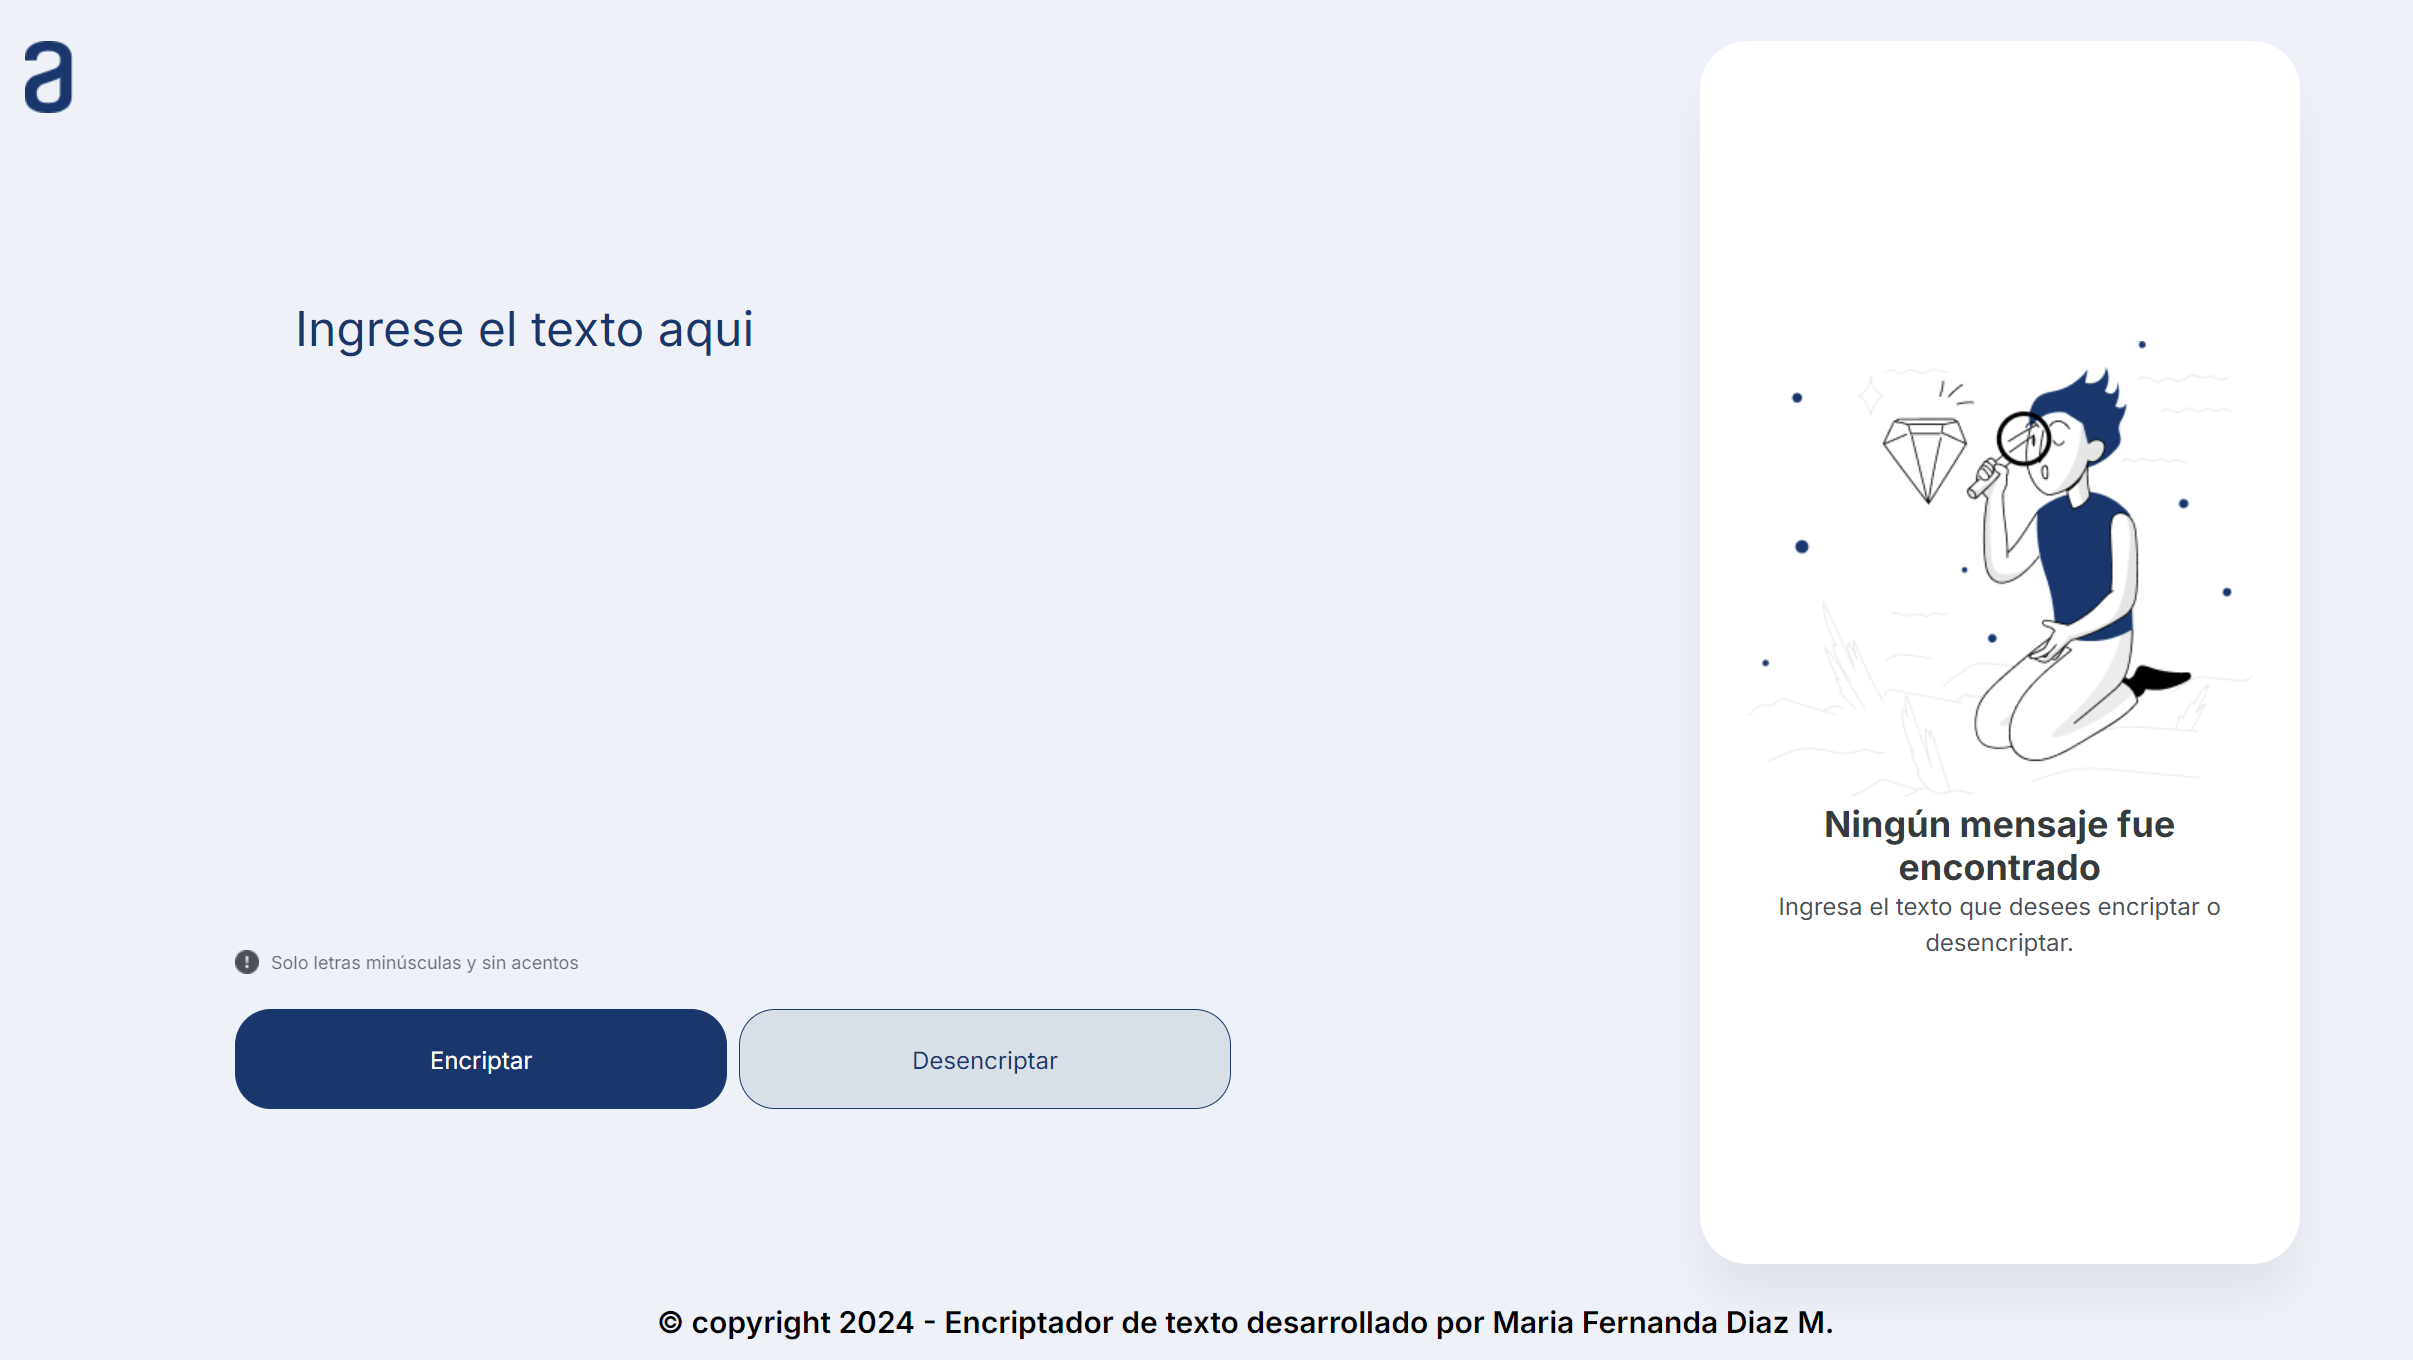 a
Ingrese el texto aqui
Solo letras minúsculas y sin acentos
Encriptar
Desencriptar
Ningún mensaje fue
encontrado
Ingresa el texto que desees encriptar o
desencriptar.
© copyright 2024 - Encriptador de texto desarrollado por Maria Fernanda Diaz M.